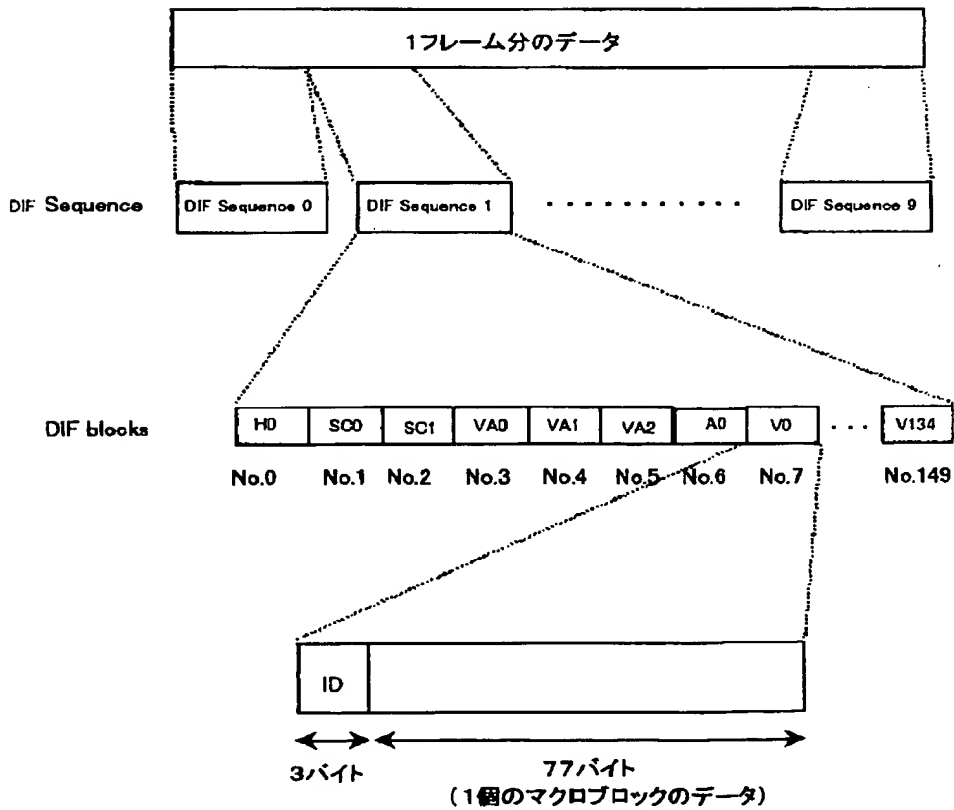 1フレーム分のデータ
DIF Sequence
DIF Sequence 0
DIF Sequence 1
DIF Sequence 9
DIF blocks
H0
SC0
SC1
VA0
VA1
VA2
A0
V0
V134
No.0
No.1
No.2
No.3
No.4
No.5
No.6
No.7
No.149
ID
3バイト
77バイト
(1個のマクロブロックのデータ)